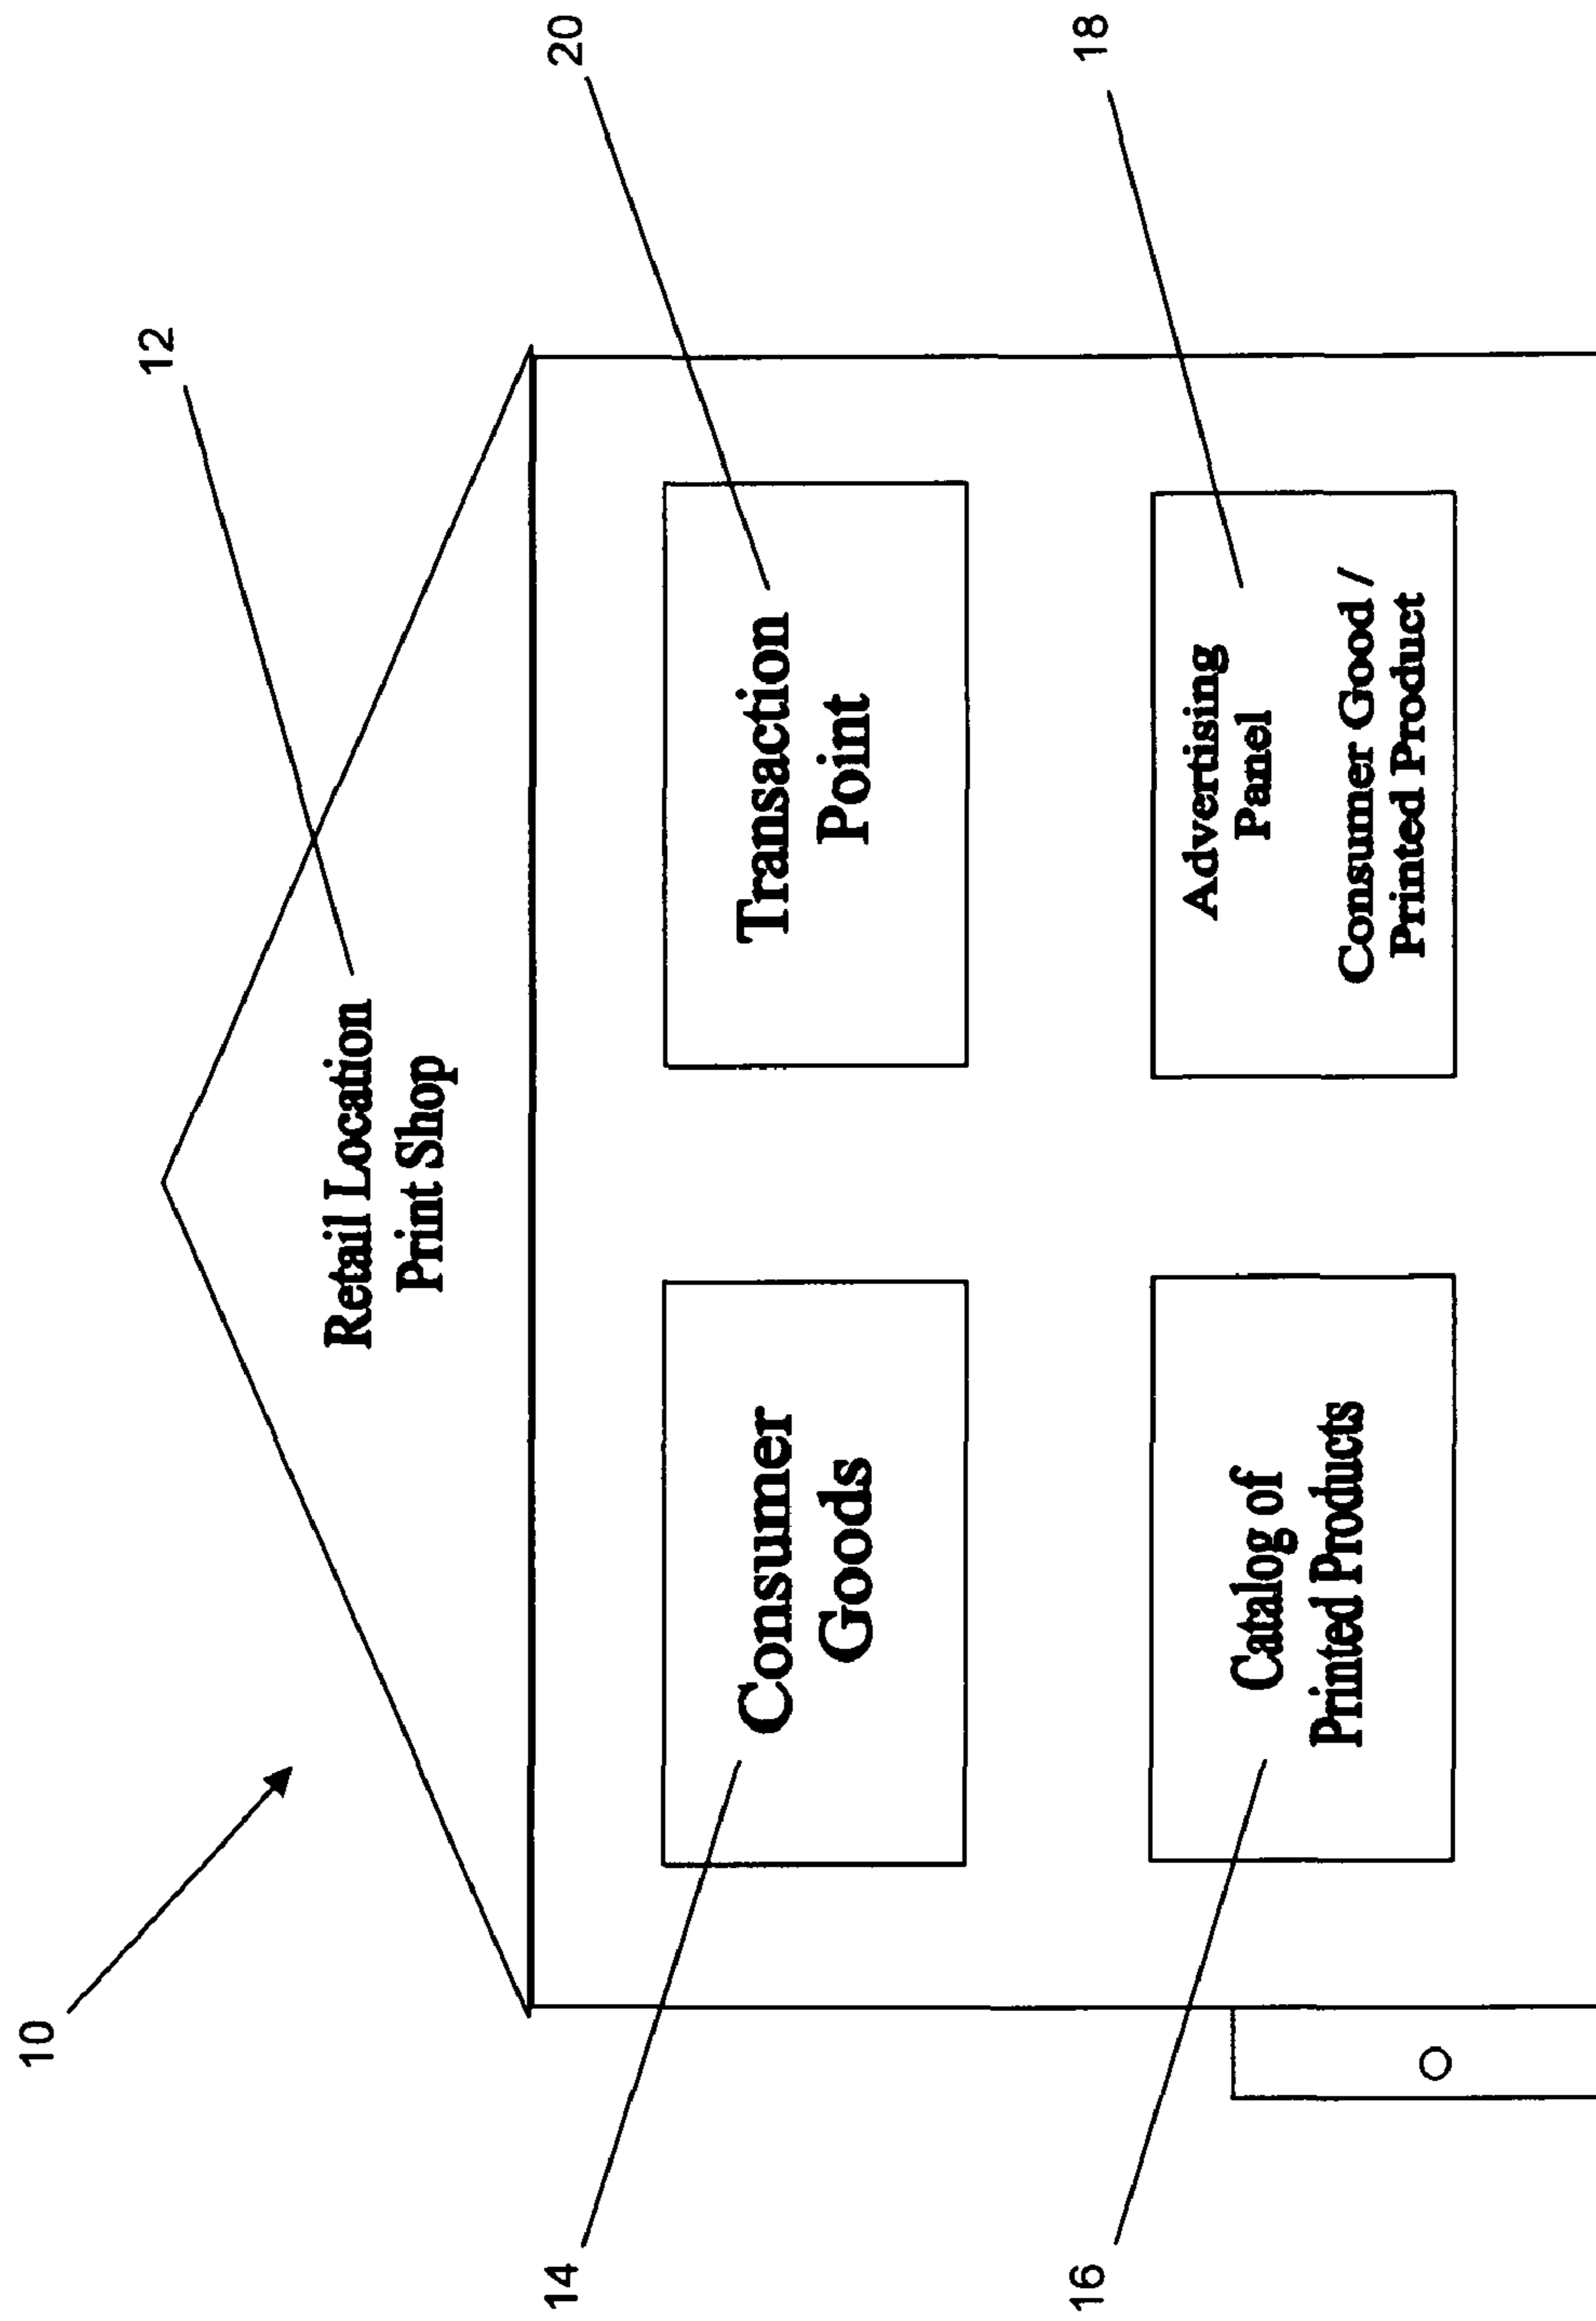 10
12
Retail Location
Print Shop
14
Consumer
Goods
20
Transaction
Point
16
Catalog of
Printed Products
18
Advertising
Panel
Consumer Good /
Printed Product